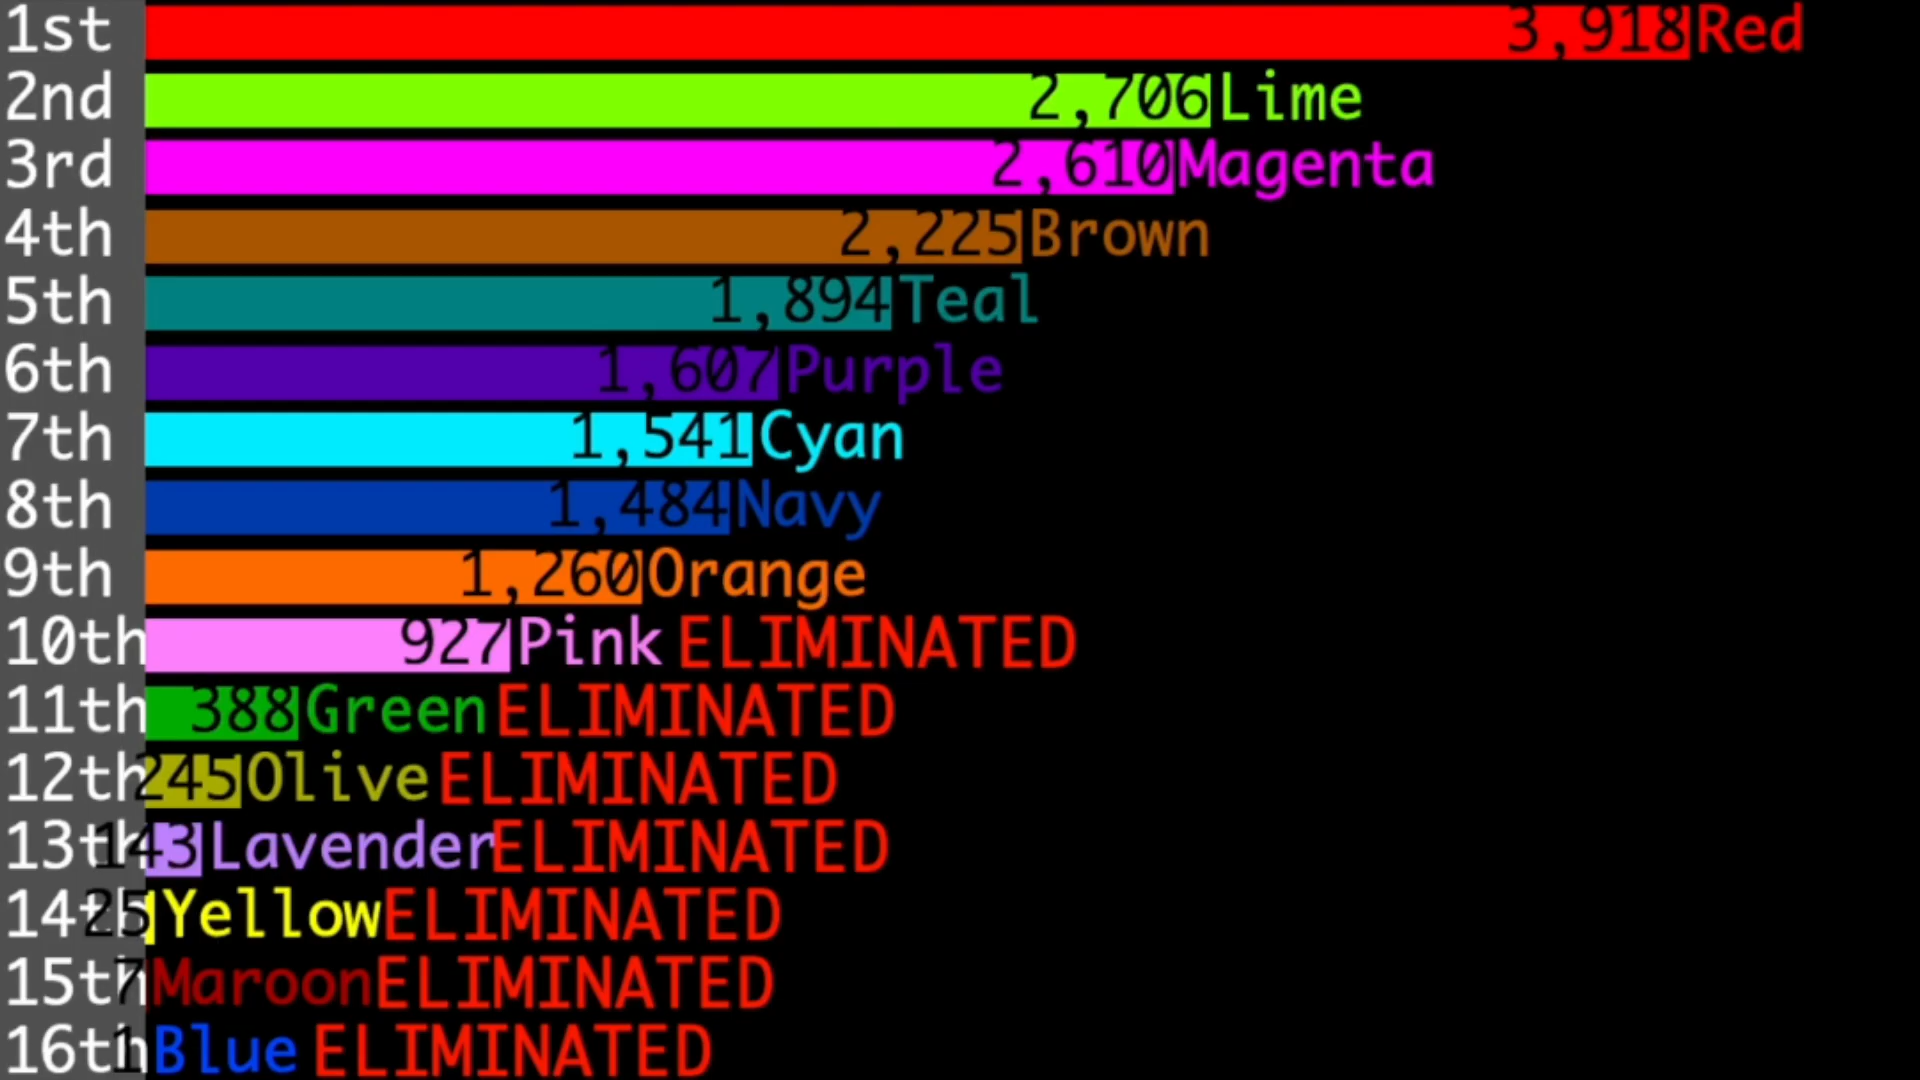 1st 3,918 Red
2nd 2,706 Lime
3rd 2,610 Magenta
4th 2,225 Brown
5th 1,894 Teal
6th 1,607 Purple
7th 1,541 Cyan
8th 1,484 Navy
9th 1,260 Orange
10th 927 Pink ELIMINATED
11th 388 Green ELIMINATED
12th 245 Olive ELIMINATED
13th 143 Lavender ELIMINATED
14th 25 Yellow ELIMINATED
15th 7 Maroon ELIMINATED
16th 1 Blue ELIMINATED